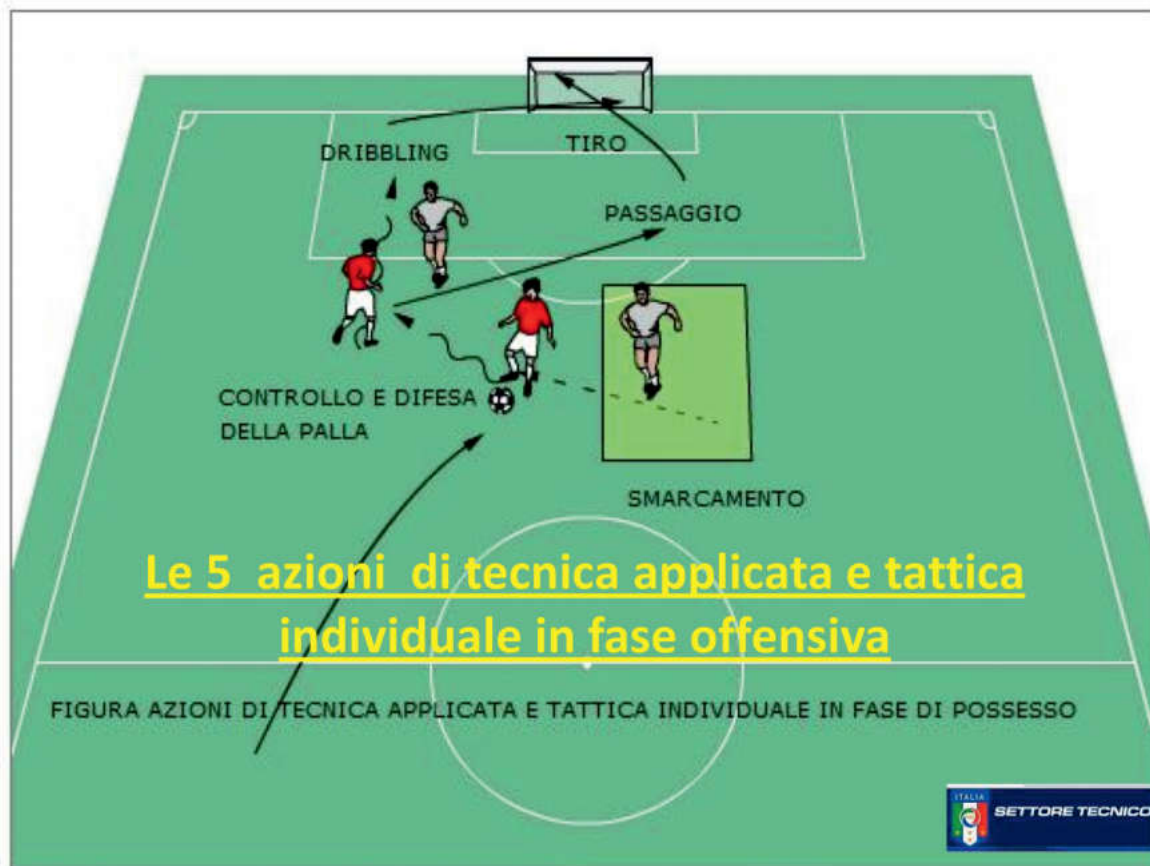 DRIBBLING
TIRO
PASSAGGIO
CONTROLLO E DIFESA
DELLA PALLA
SMARCAMENTO
Le 5 azioni di tecnica applicata e tattica
individuale in fase offensiva
FIGURA AZIONI DI TECNICA APPLICATA E TATTICA INDIVIDUALE IN FASE DI POSSESSO
ITALIA
SETTORE TECNICO